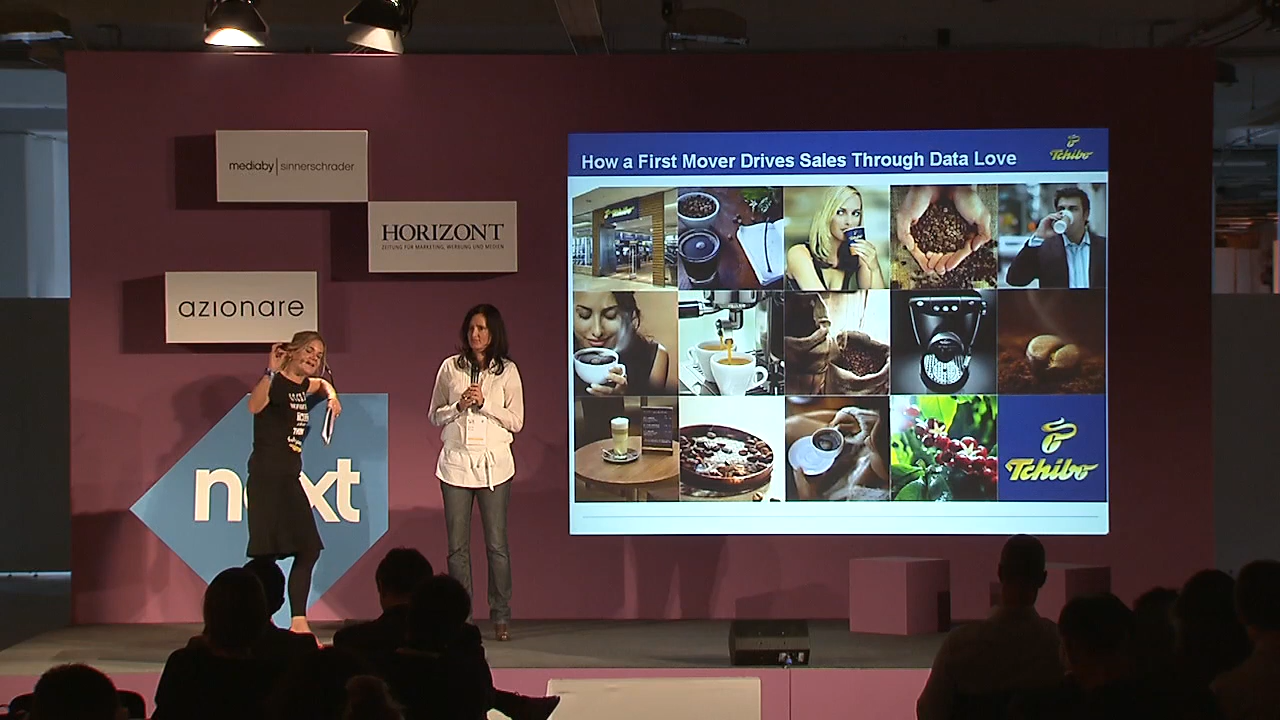 mediaby|sinnerschrader
HORIZONT
ZEITUNG FÜR MARKETING, WERBUNG UND MEDIEN
azionare
How a First Mover Drives Sales Through Data Love
Tchibo
Tchibo
Tchibo